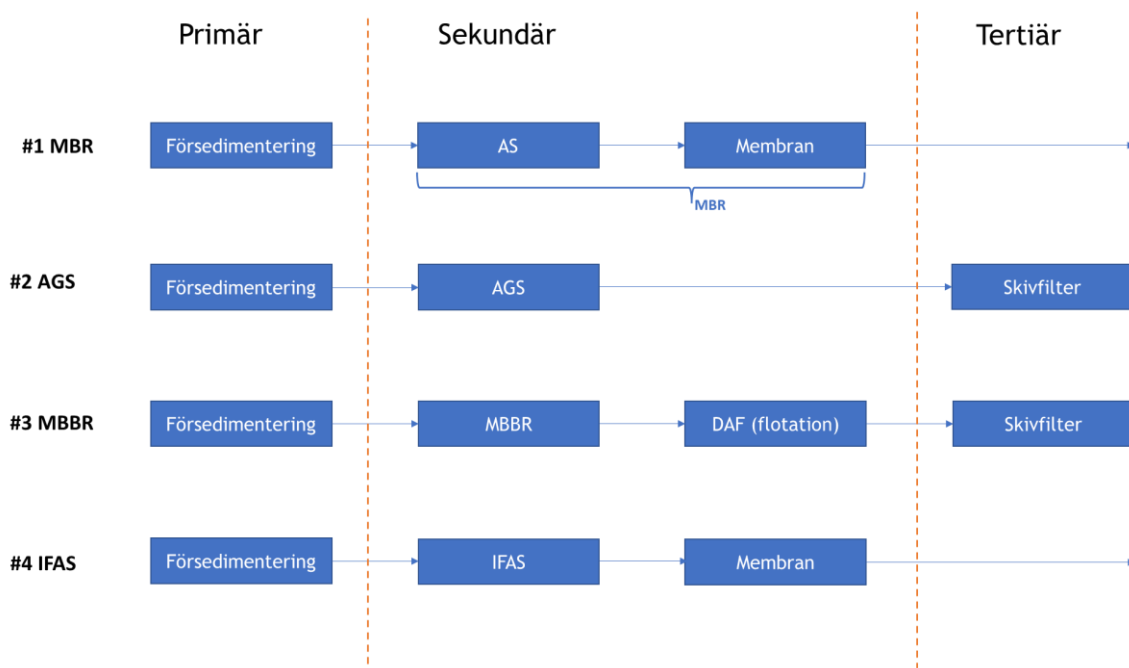 Primär
Sekundär
Tertiär
#1 MBR
Försedimentering
AS
Membran
MBR
#2 AGS
Försedimentering
AGS
Skivfilter
#3 MBBR
Försedimentering
MBBR
DAF (flotation)
Skivfilter
#4 IFAS
Försedimentering
IFAS
Membran